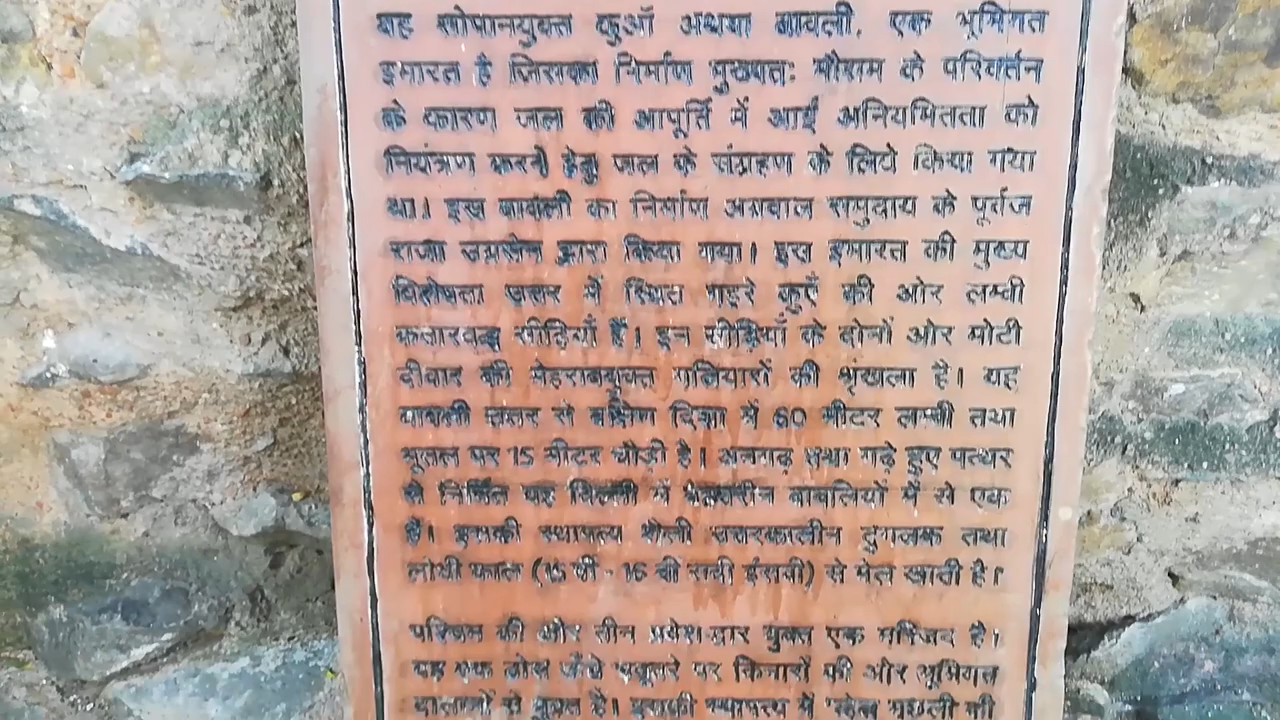 यह सोपानयुक्त कुआँ अथवा बावली, एक भूमिगत
इमारत है जिसका निर्माण मुख्यतः मौसम के परिवर्तन
के कारण जल की आपूर्ति में आई अनियमितता को
नियंत्रण करने हेतु जल के संग्रहण के लिये किया गया
था। इस बावली का निर्माण अग्रवाल समुदाय के पूर्वज
राजा उग्रसेन द्वारा किया गया। इस इमारत की मुख्य
विशेषता उत्तर में स्थित गहरे कुएँ की ओर लम्बी
कतारबद्ध सीढ़ियाँ हैं। इन सीढ़ियों के दोनों ओर मोटी
दीवार की मेहराबयुक्त गलियारों की शृंखला है। यह
बावली उत्तर से दक्षिण दिशा में 60 मीटर लम्बी तथा
भूतल पर 15 मीटर चौड़ी है। अनगढ़ तथा गढ़े हुए पत्थर
से निर्मित यह दिल्ली में बेहतरीन बावलियों में से एक
है। इसकी स्थापत्य शैली उत्तरकालीन तुगलक तथा
लोधी काल (15 वीं - 16 वी सदी ईसवी) से मेल खाती है।
पश्चिम की ओर तीन प्रवेश द्वार युक्त एक मस्जिद है।
यह एक ठोस ऊँचे चबूतरे पर किनारों की ओर भूमिगत
दालानों से युक्त है। इसकी स्थापत्य में मछली की